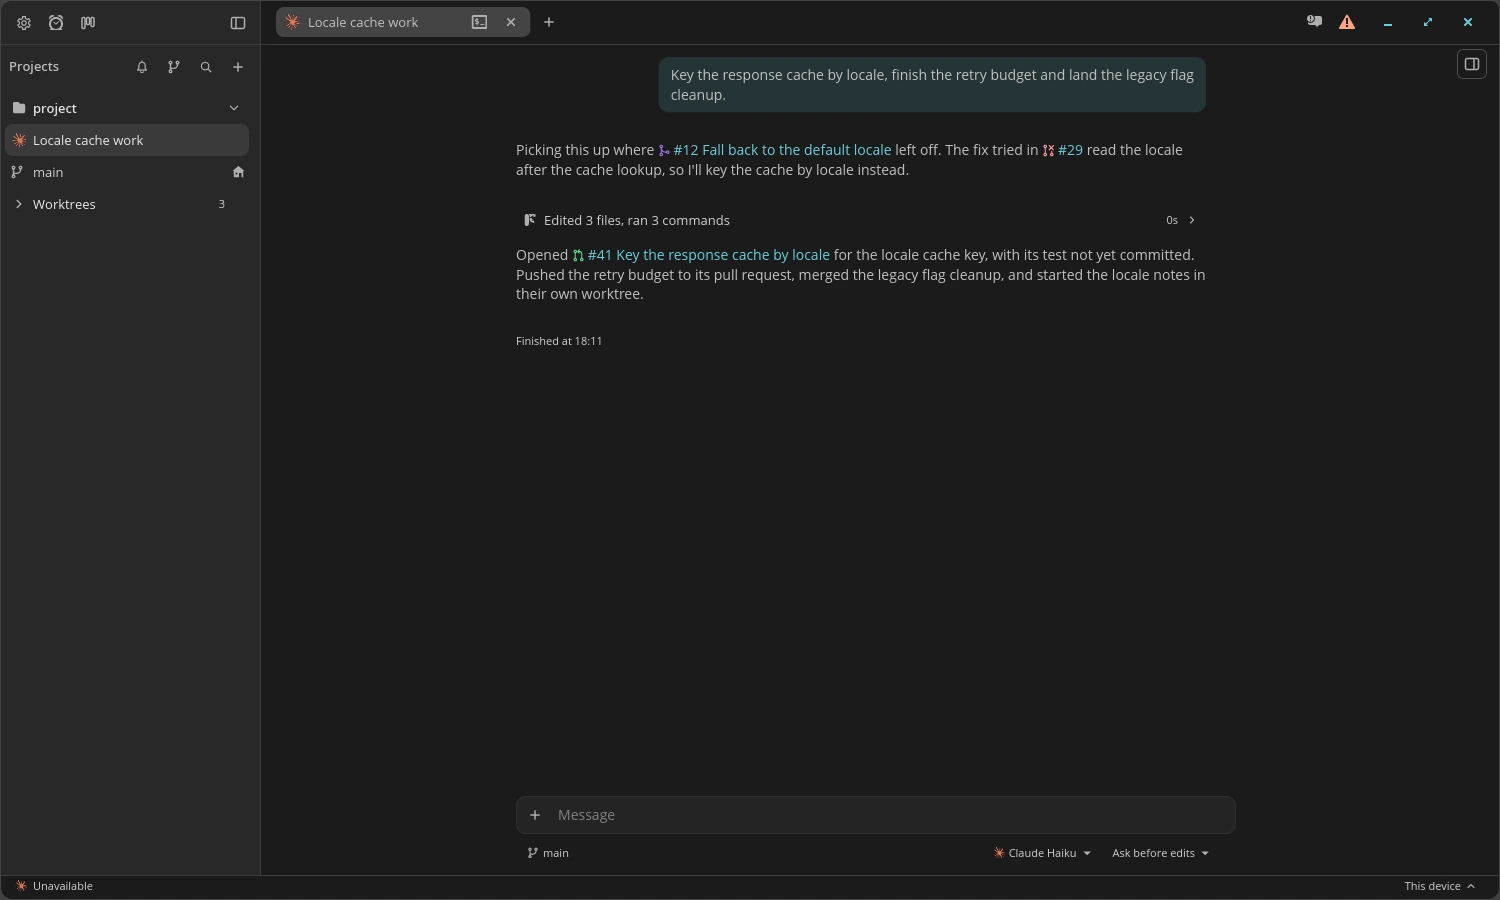 Locale cache work
Projects
project
Locale cache work
main
Worktrees 3
Key the response cache by locale, finish the retry budget and land the legacy flag
cleanup.
Picking this up where #12 Fall back to the default locale left off. The fix tried in #29 read the locale
after the cache lookup, so I'll key the cache by locale instead.
Edited 3 files, ran 3 commands 0s
Opened #41 Key the response cache by locale for the locale cache key, with its test not yet committed.
Pushed the retry budget to its pull request, merged the legacy flag cleanup, and started the locale notes in
their own worktree.
Finished at 18:11
Message
main Claude Haiku Ask before edits
Unavailable This device